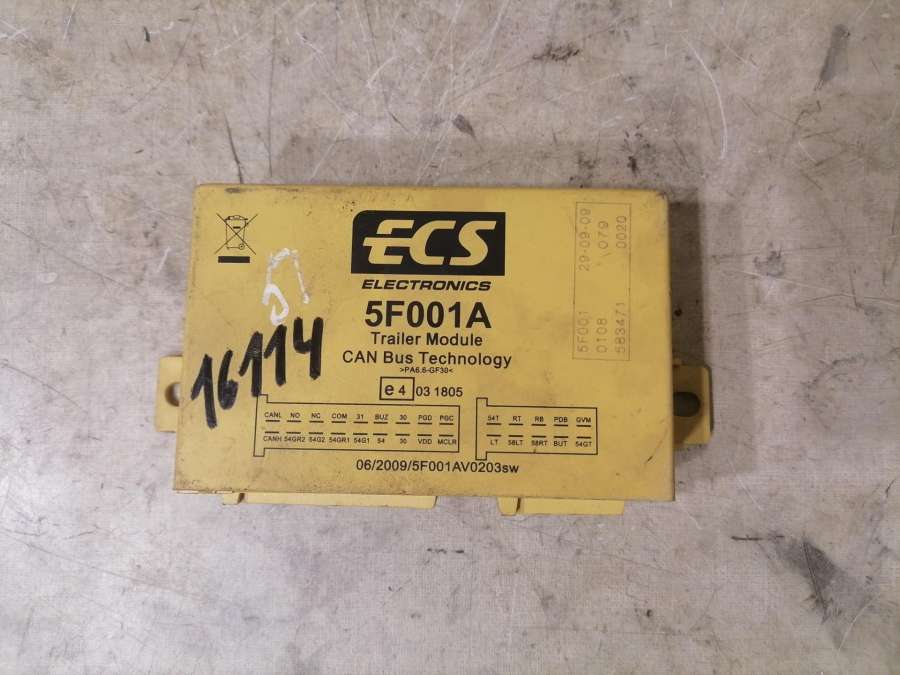 ECS
ELECTRONICS
5F001A
Trailer Module
CAN Bus Technology
>PA6.6-GF30<
e4 03 1805
16114
CANL NO NC COM 31 BUZ 30 PGD PGC
CANH 54GR2 54G2 54GR1 54G1 54 30 VDD MCLR
54T RT RB PDB GVM
LT 58LT 58RT BUT 54GT
06/2009/5F001AV0203sw
5F001 29-09-09
0108 079
583471 0020